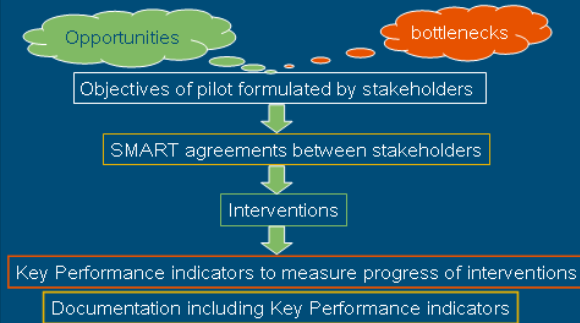 Opportunities
bottlenecks
Objectives of pilot formulated by stakeholders
SMART agreements between stakeholders
Interventions
Key Performance indicators to measure progress of interventions
Documentation including Key Performance indicators